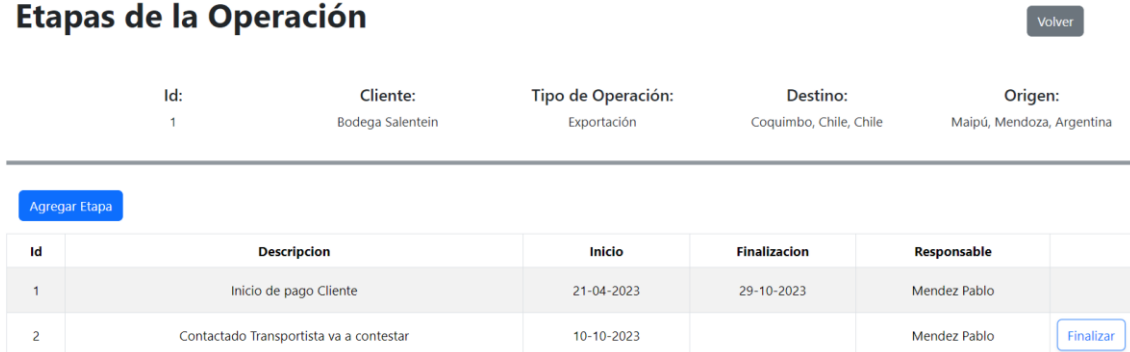 Etapas de la Operación
Volver
Id: Cliente: Tipo de Operación: Destino: Origen:
1 Bodega Salentein Exportación Coquimbo, Chile, Chile Maipú, Mendoza, Argentina
Agregar Etapa
Id Descripcion Inicio Finalizacion Responsable
1 Inicio de pago Cliente 21-04-2023 29-10-2023 Mendez Pablo
2 Contactado Transportista va a contestar 10-10-2023 Mendez Pablo Finalizar